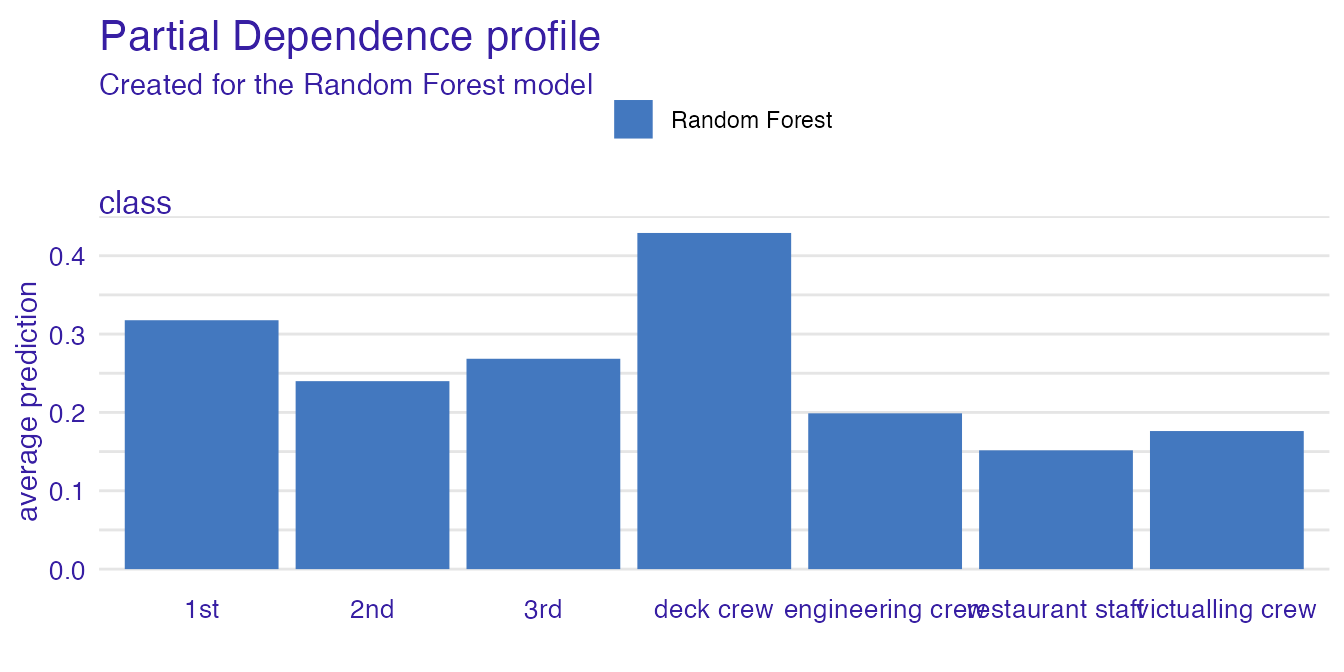 Partial Dependence profile
Created for the Random Forest model
Random Forest
class
average prediction
0.4
0.3
0.2
0.1
0.0
1st 2nd 3rd deck crew engineering crew restaurant staff victualling crew